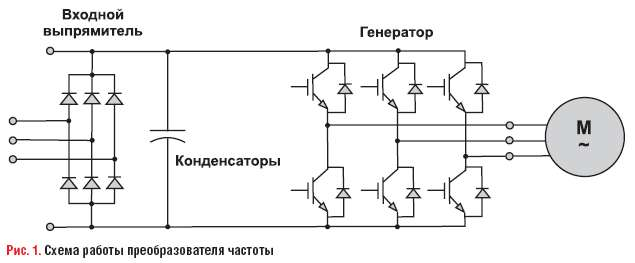 Входной
выпрямитель
Генератор
Конденсаторы
М
~
Рис. 1. Схема работы преобразователя частоты